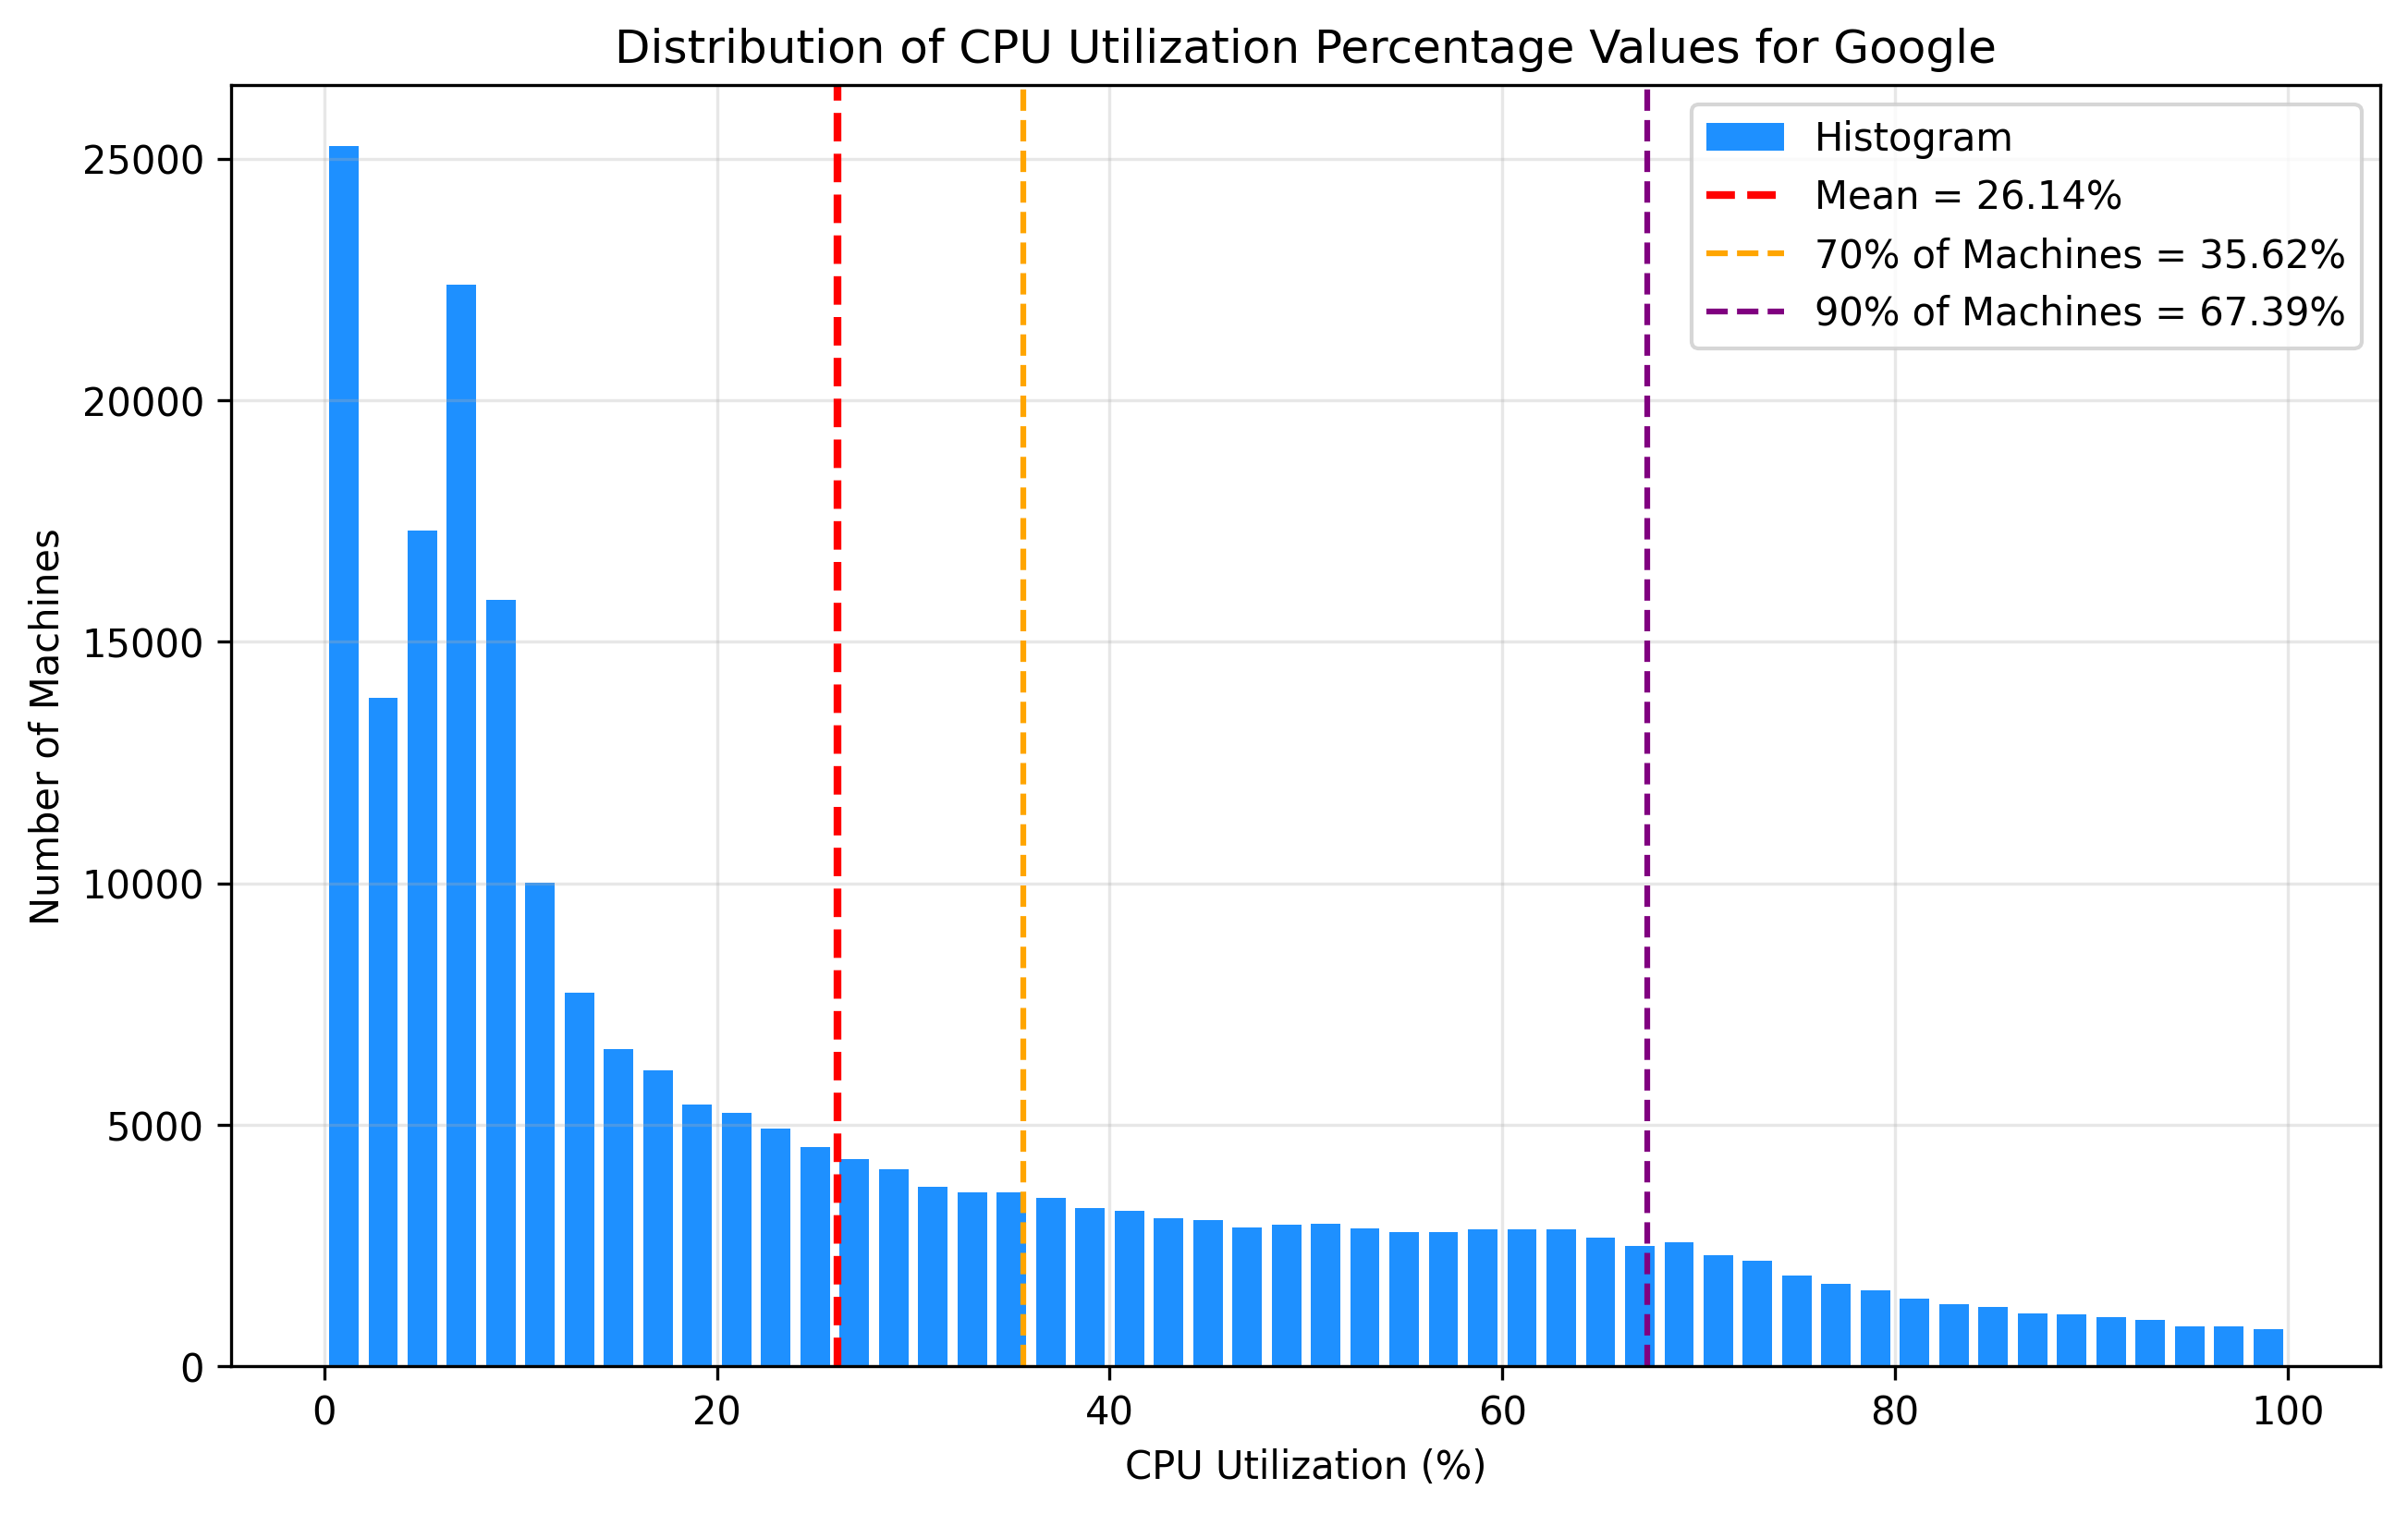 Distribution of CPU Utilization Percentage Values for Google
Histogram
Mean = 26.14%
70% of Machines = 35.62%
90% of Machines = 67.39%
Number of Machines
25000
20000
15000
10000
5000
0
0 20 40 60 80 100
CPU Utilization (%)